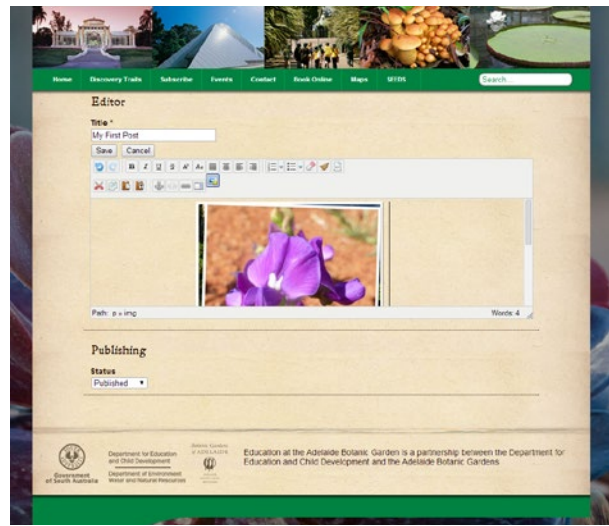 Home Discovery Trails Subscribe Events Contact Book Online Maps SEEDS Search ...
Editor
Title *
My First Post
Save Cancel
Path: p » img Words: 4
Publishing
Status
Published
Government
of South Australia
Department for Education
and Child Development
Department of Environment
Water and Natural Resources
Botanic Gardens
of ADELAIDE
Education at the Adelaide Botanic Garden is a partnership between the Department for
Education and Child Development and the Adelaide Botanic Gardens